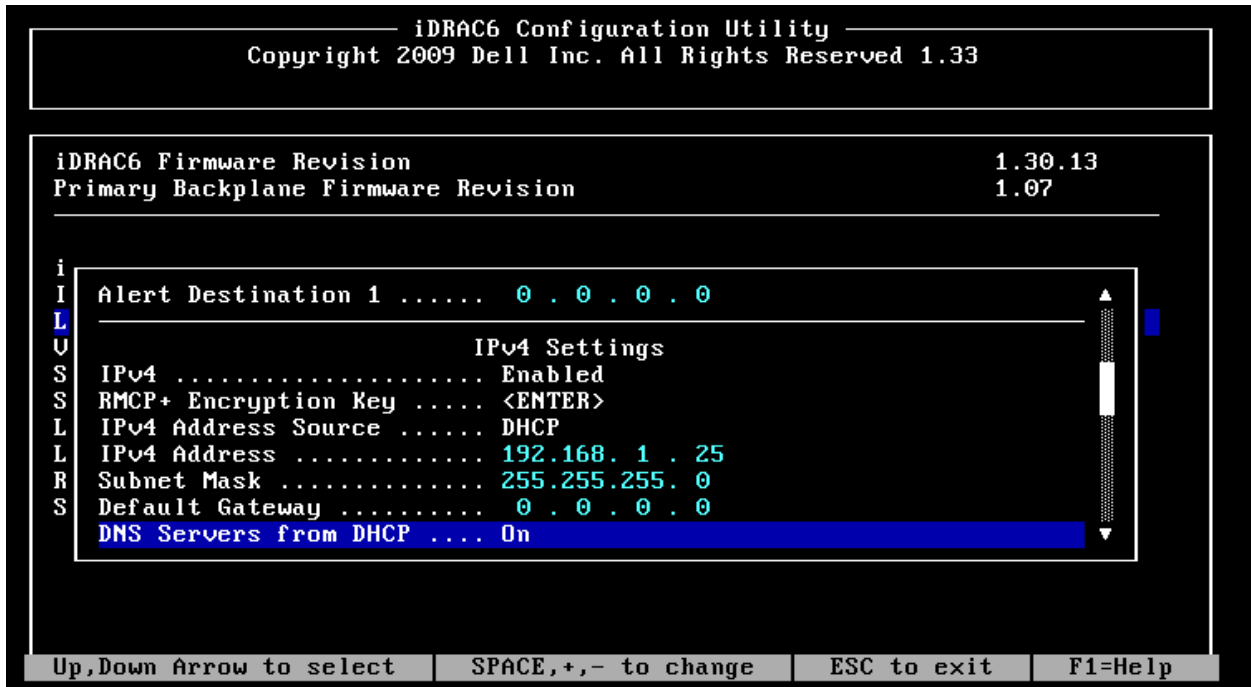 iDRAC6 Configuration Utility
Copyright 2009 Dell Inc. All Rights Reserved 1.33
iDRAC6 Firmware Revision 1.30.13
Primary Backplane Firmware Revision 1.07
i
I Alert Destination 1 ...... 0 . 0 . 0 . 0
L
V IPv4 Settings
S IPv4 ..................... Enabled
S RMCP+ Encryption Key ..... <ENTER>
L IPv4 Address Source ...... DHCP
L IPv4 Address ............. 192.168. 1 . 25
R Subnet Mask .............. 255.255.255. 0
S Default Gateway .......... 0 . 0 . 0 . 0
DNS Servers from DHCP .... On
Up,Down Arrow to select SPACE,+,- to change ESC to exit F1=Help